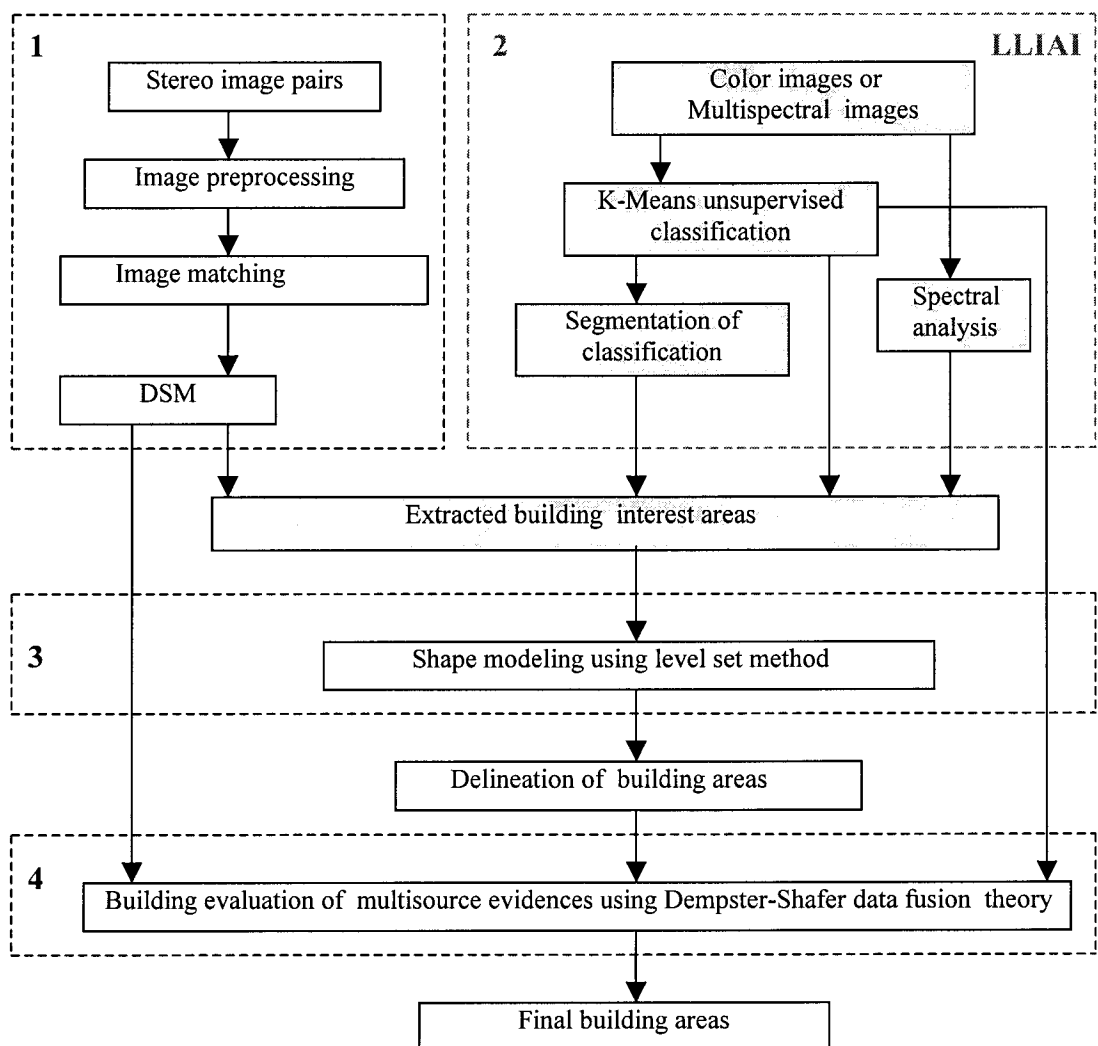 1
Stereo image pairs
Image preprocessing
Image matching
DSM
2
LLIAI
Color images or
Multispectral images
K-Means unsupervised
classification
Segmentation of
classification
Spectral
analysis
Extracted building interest areas
3
Shape modeling using level set method
Delineation of building areas
4
Building evaluation of multisource evidences using Dempster-Shafer data fusion theory
Final building areas